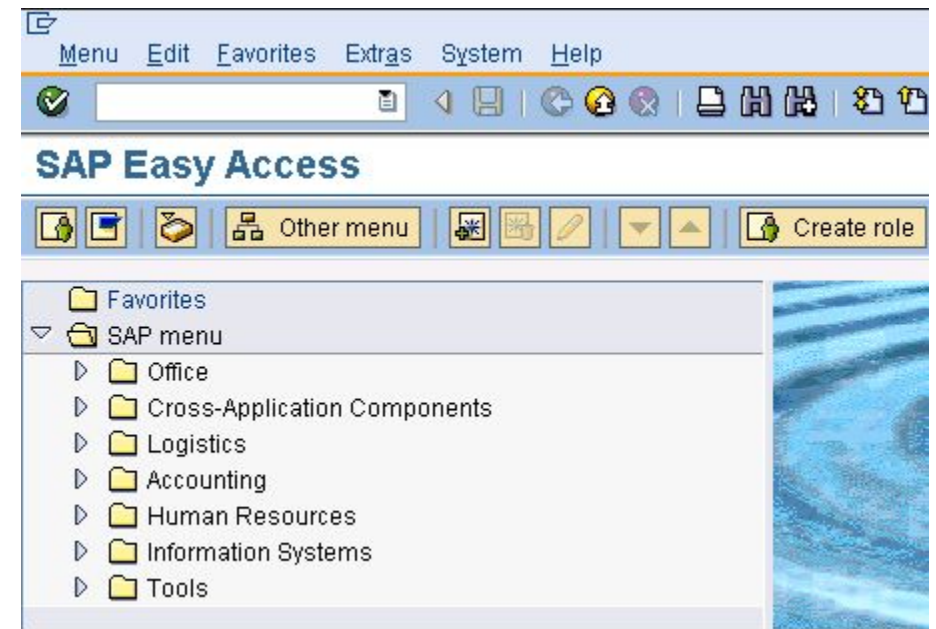 Menu Edit Favorites Extras System Help
SAP Easy Access
Other menu Create role
Favorites
SAP menu
Office
Cross-Application Components
Logistics
Accounting
Human Resources
Information Systems
Tools